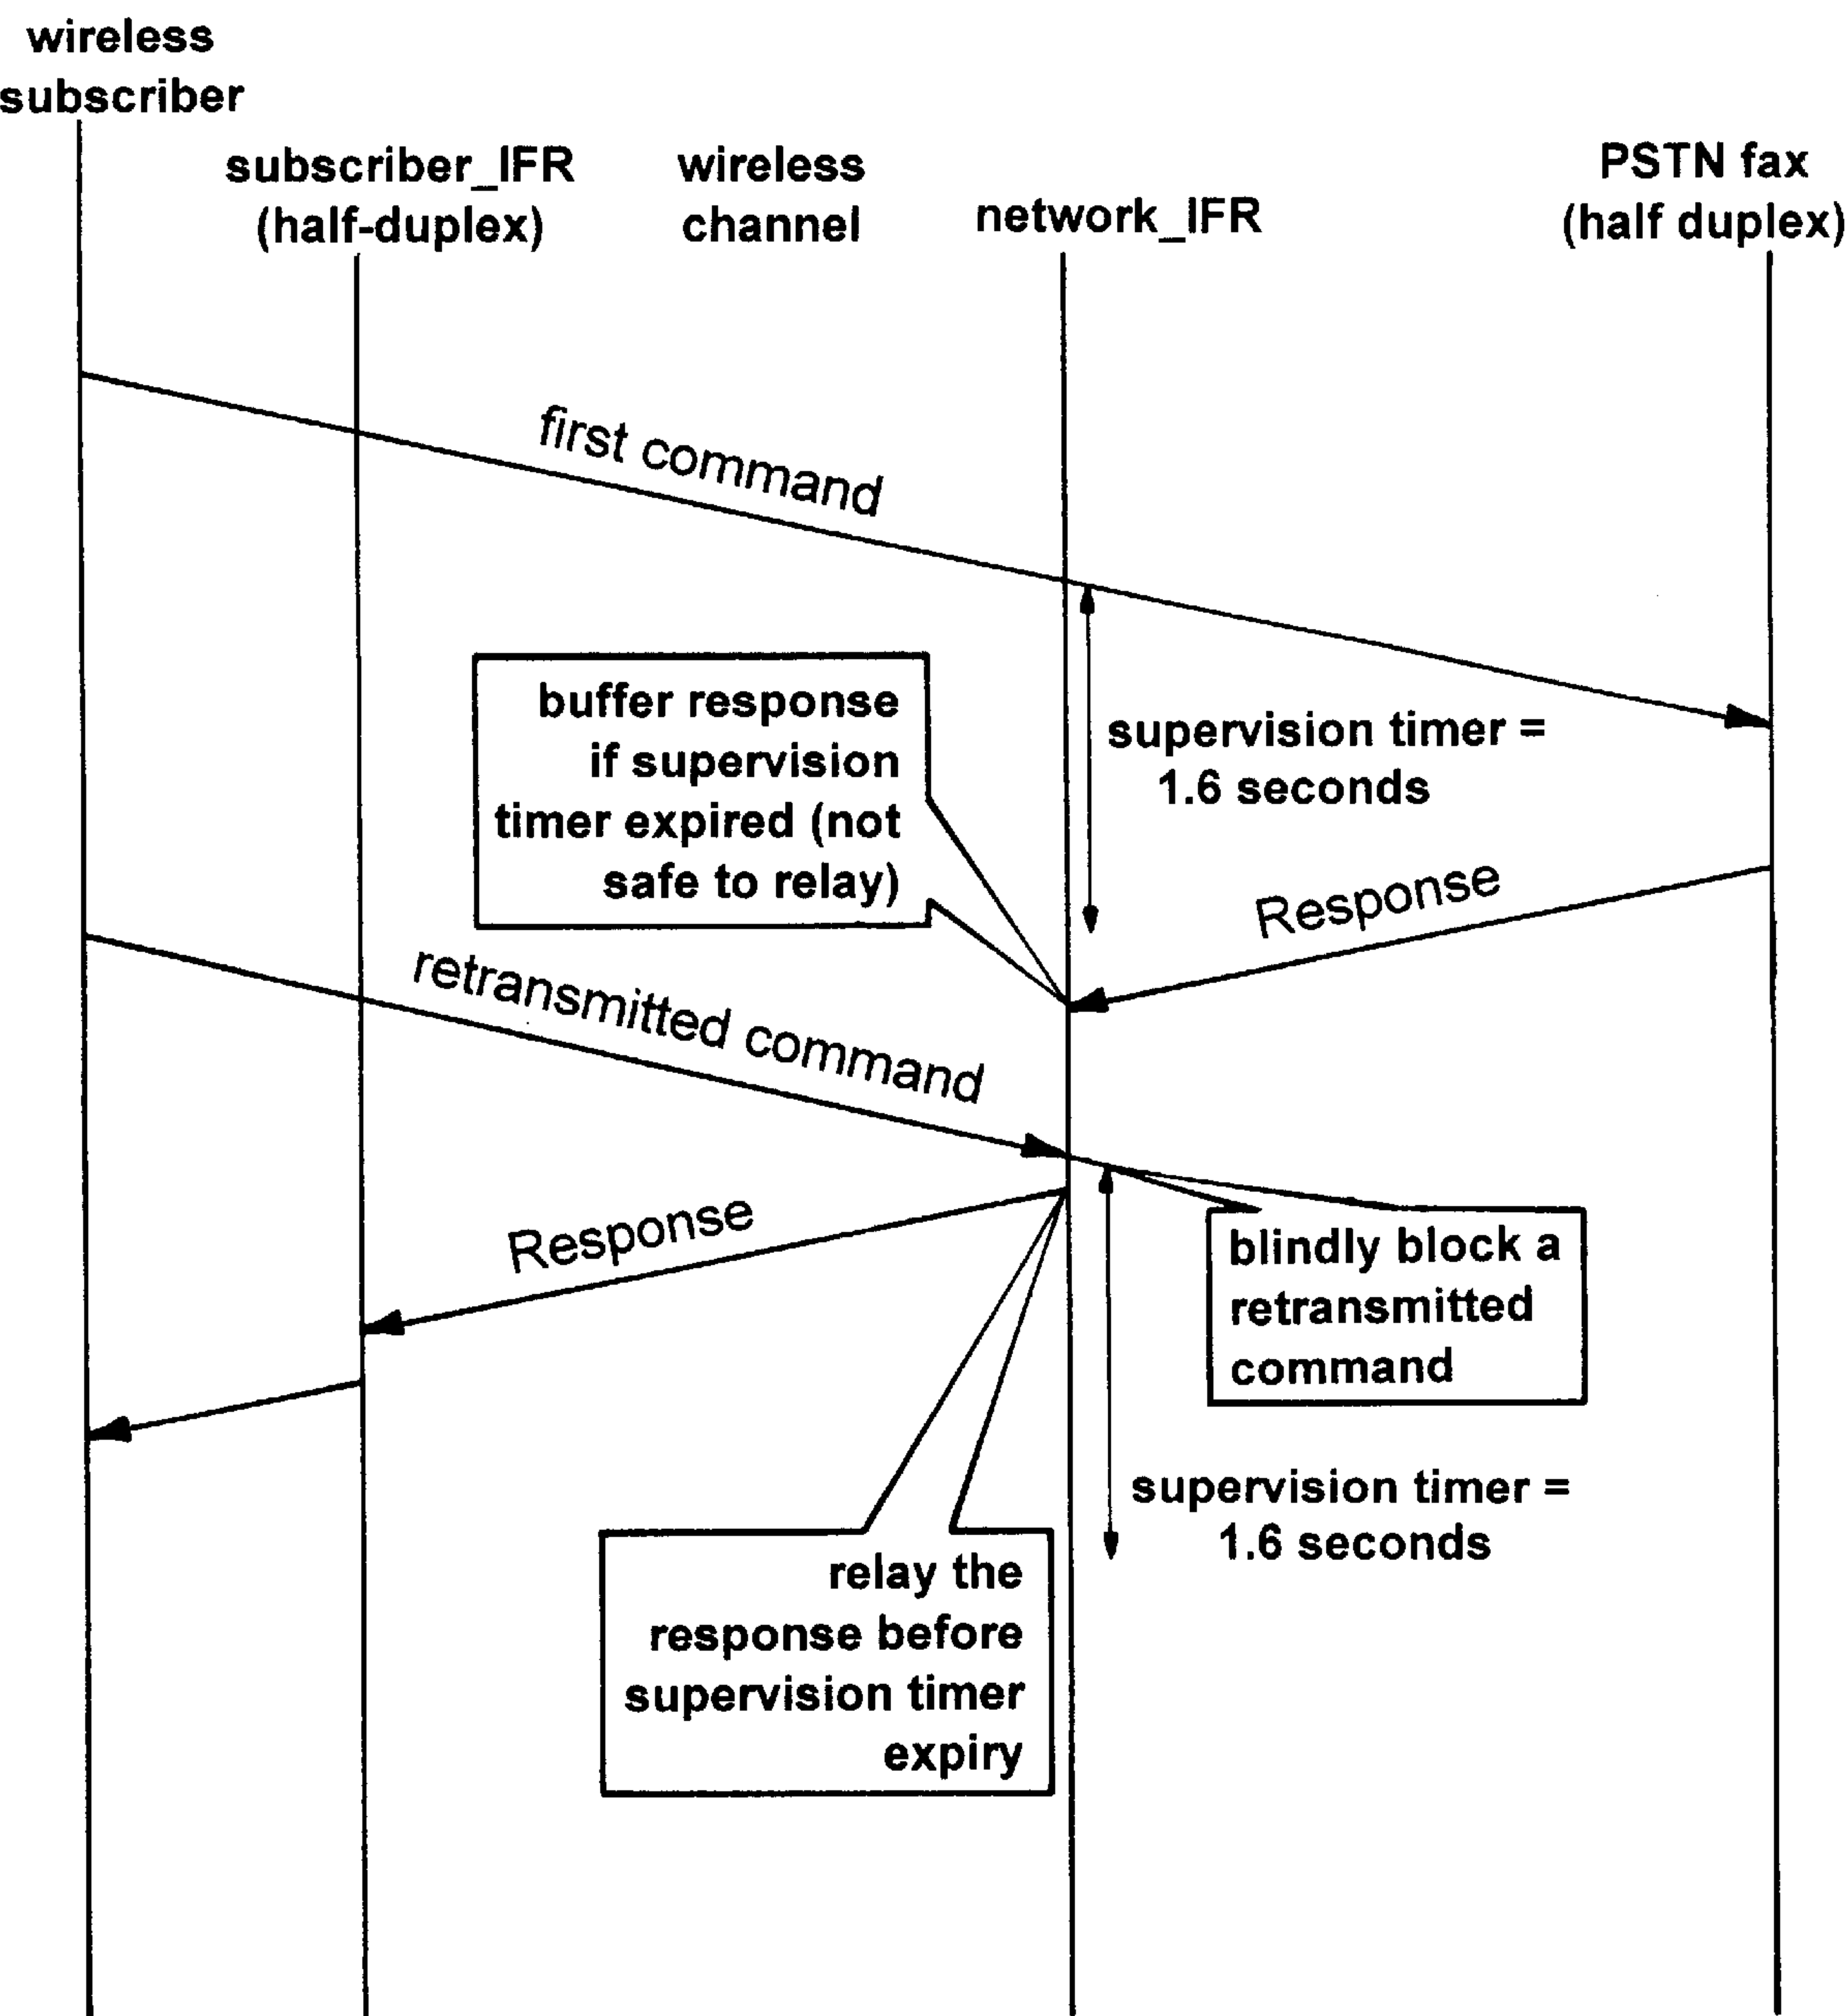 wireless
subscriber
subscriber_IFR
(half-duplex)
wireless
channel
network_IFR
PSTN fax
(half duplex)
first command
buffer response
if supervision
timer expired (not
safe to relay)
supervision timer =
1.6 seconds
Response
retransmitted command
Response
blindly block a
retransmitted
command
supervision timer =
1.6 seconds
relay the
response before
supervision timer
expiry